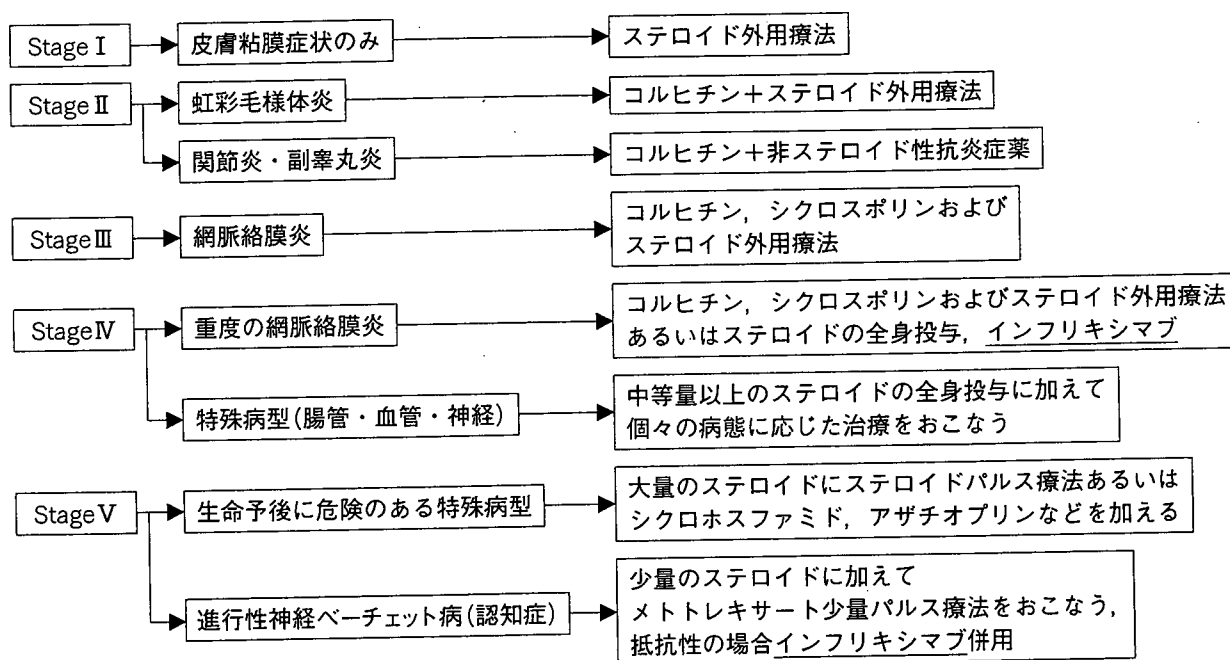 StageⅠ 皮膚粘膜症状のみ ステロイド外用療法
StageⅡ 虹彩毛様体炎 コルヒチン＋ステロイド外用療法
関節炎・副睾丸炎 コルヒチン＋非ステロイド性抗炎症薬
StageⅢ 網脈絡膜炎 コルヒチン，シクロスポリンおよび
ステロイド外用療法
StageⅣ 重度の網脈絡膜炎 コルヒチン，シクロスポリンおよびステロイド外用療法
あるいはステロイドの全身投与，インフリキシマブ
特殊病型（腸管・血管・神経） 中等量以上のステロイドの全身投与に加えて
個々の病態に応じた治療をおこなう
StageⅤ 生命予後に危険のある特殊病型 大量のステロイドにステロイドパルス療法あるいは
シクロホスファミド，アザチオプリンなどを加える
進行性神経ベーチェット病（認知症） 少量のステロイドに加えて
メトトレキサート少量パルス療法をおこなう，
抵抗性の場合インフリキシマブ併用